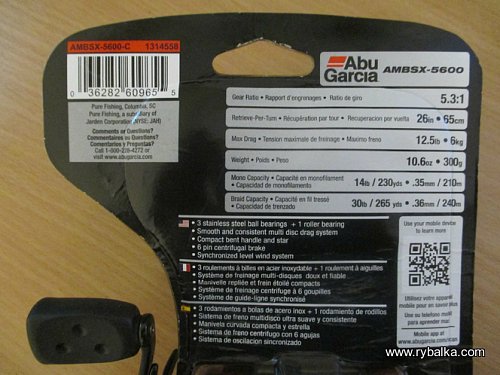 AMBSX-5600-C 1314558
0 36282 60965 5
Pure Fishing, Columbia, SC
Pure Fishing, a subsidiary of
Jarden Corporation (NYSE: JAH)
Comments or Questions?
Commentaires ou Questions?
Comentarios y Preguntas?
Call 1-800-228-4272 or
visit www.abugarcia.com
Abu
Garcia
AMBSX-5600
Gear Ratio • Rapport d'engrenages • Ratio de giro 5.3:1
Retrieve-Per-Turn • Récupération par tour • Recuperacion por vuelta 26in • 65cm
Max Drag • Tension maximale de freinage • Maximo freno 12.5lb • 6kg
Weight • Poids • Peso 10.6oz • 300g
Mono Capacity • Capacité en monofilament
• Capacidad de monofilamento 14lb / 230yds • .35mm / 210m
Braid Capacity • Capacité en fil tressé
• Capacidad de trenzado 30lb / 265 yds • .36mm / 240m
• 3 stainless steel ball bearings + 1 roller bearing
• Smooth and consistent multi disc drag system
• Compact bent handle and star
• 6 pin centrifugal brake
• Synchronized level wind system
• 3 roulements à billes en acier inoxydable + 1 roulement à aiguilles
• Système de freinage multi-disques doux et fiable
• Manivelle repliée et frein étoilé compacts
• Système de freinage centrifuge à 6 goupilles
• Système de guide-ligne synchronisé
• 3 rodamientos a bolas de acero inox + 1 rodamiento de rodillos
• Sistema de freno multidisco ultra suave y consistente
• Manivela curvada compacta y estrella
• Sistema de freno centrifugo con 6 agujas
• Sistema de oscilacion sincronizado
Use your mobile device
to learn more.
Utilisez votre appareil
mobile pour en savoir plus.
Use su telefono mobil
para aprender mar.
Mobile app at
www.rybalka.com